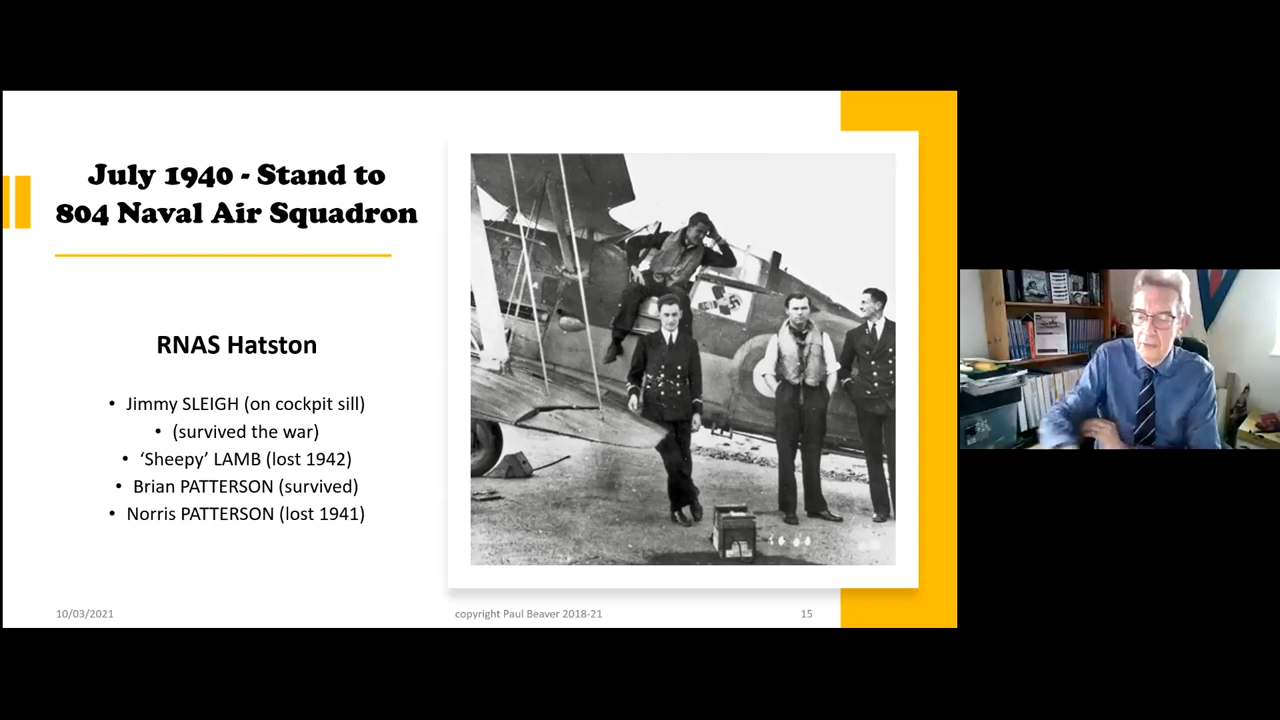 July 1940 - Stand to
804 Naval Air Squadron
RNAS Hatston
• Jimmy SLEIGH (on cockpit sill)
• (survived the war)
• ‘Sheepy’ LAMB (lost 1942)
• Brian PATTERSON (survived)
• Norris PATTERSON (lost 1941)
10/03/2021
copyright Paul Beaver 2018-21
15